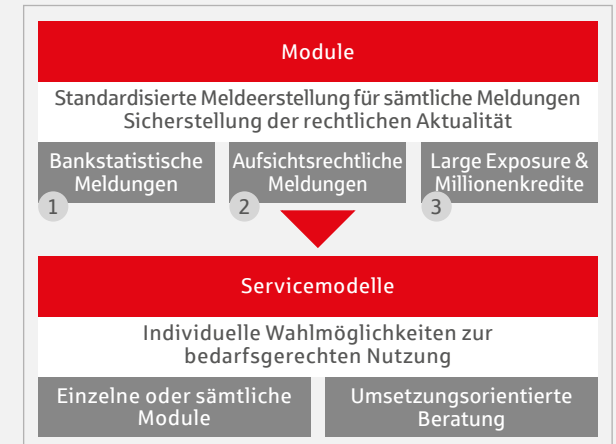 Module
Standardisierte Meldeerstellung für sämtliche Meldungen
Sicherstellung der rechtlichen Aktualität
Bankstatistische
Meldungen
1
Aufsichtsrechtliche
Meldungen
2
Large Exposure &
Millionenkredite
3
Servicemodelle
Individuelle Wahlmöglichkeiten zur
bedarfsgerechten Nutzung
Einzelne oder sämtliche
Module
Umsetzungsorientierte
Beratung